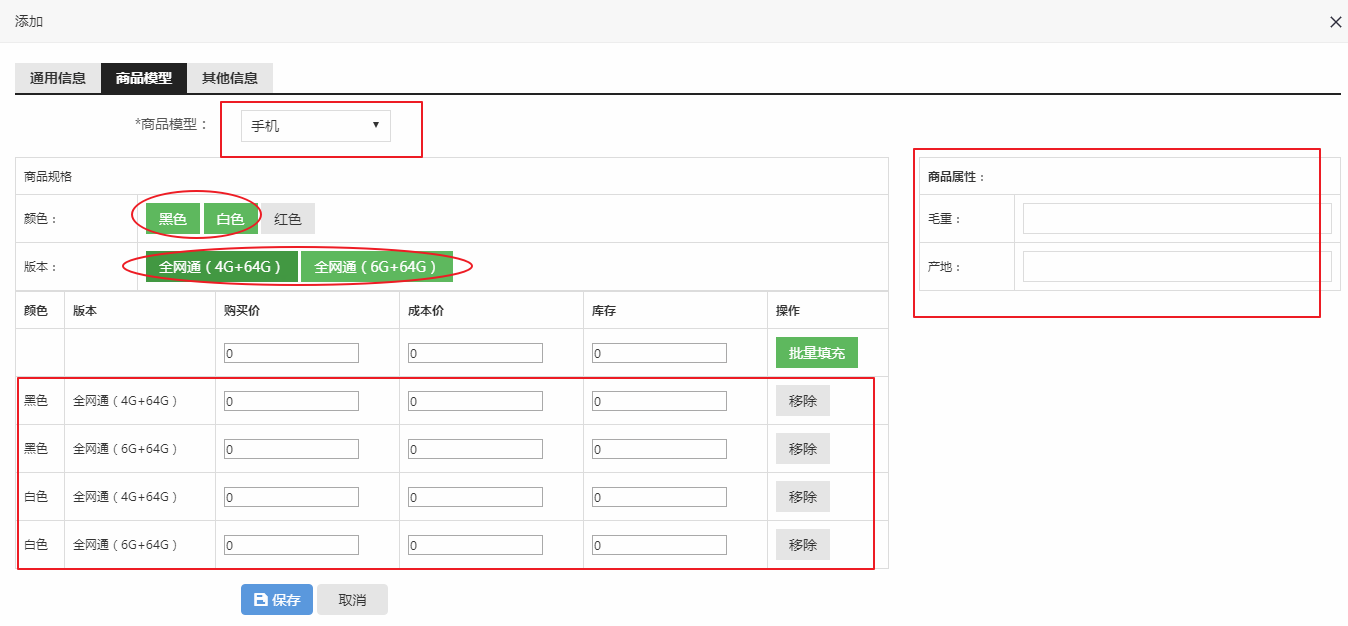 添加
通用信息 商品模型 其他信息
*商品模型： 手机
商品规格
颜色： 黑色 白色 红色
版本： 全网通（4G+64G） 全网通（6G+64G）
颜色 版本 购买价 成本价 库存 操作
0 0 0 批量填充
黑色 全网通（4G+64G） 0 0 0 移除
黑色 全网通（6G+64G） 0 0 0 移除
白色 全网通（4G+64G） 0 0 0 移除
白色 全网通（6G+64G） 0 0 0 移除
商品属性：
毛重：
产地：
保存 取消